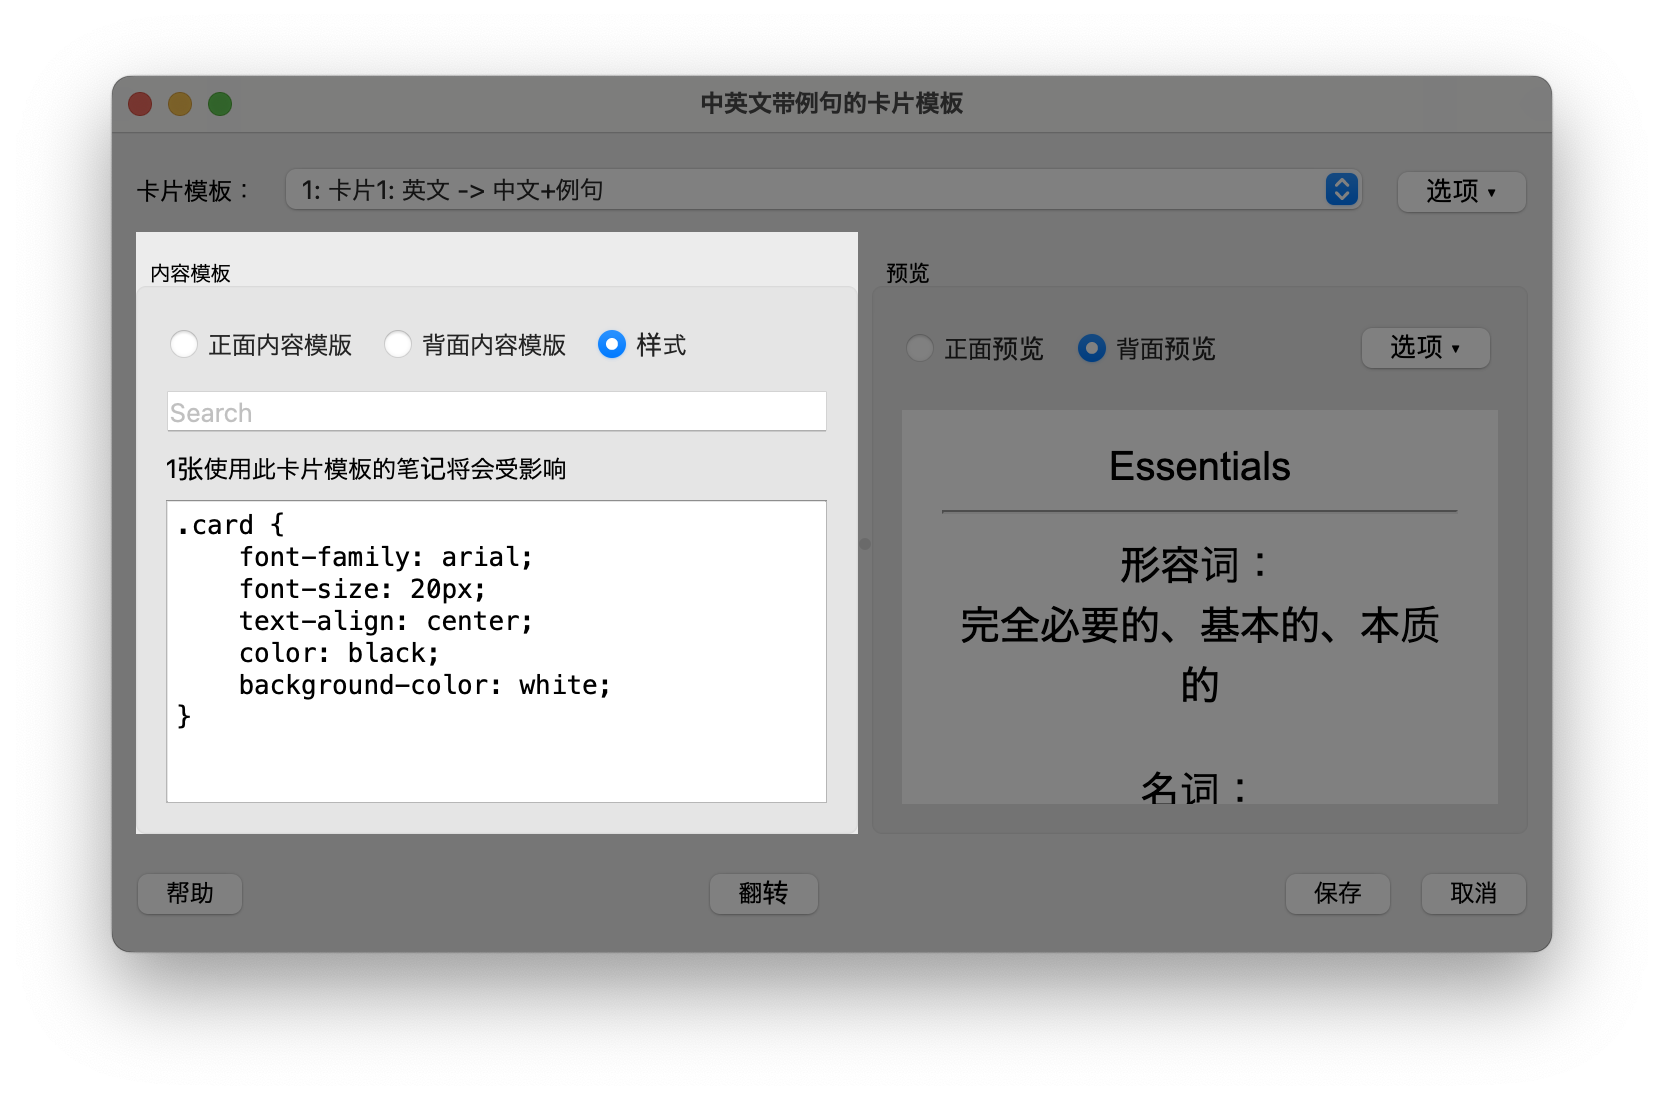 中英文带例句的卡片模板
卡片模板：
1: 卡片1: 英文 -> 中文+例句
选项 ▾
内容模板
正面内容模版
背面内容模版
样式
Search
1张使用此卡片模板的笔记将会受影响
.card {
    font-family: arial;
    font-size: 20px;
    text-align: center;
    color: black;
    background-color: white;
}
预览
正面预览
背面预览
选项 ▾
Essentials
形容词：
完全必要的、基本的、本质
的
名词：
帮助
翻转
保存
取消